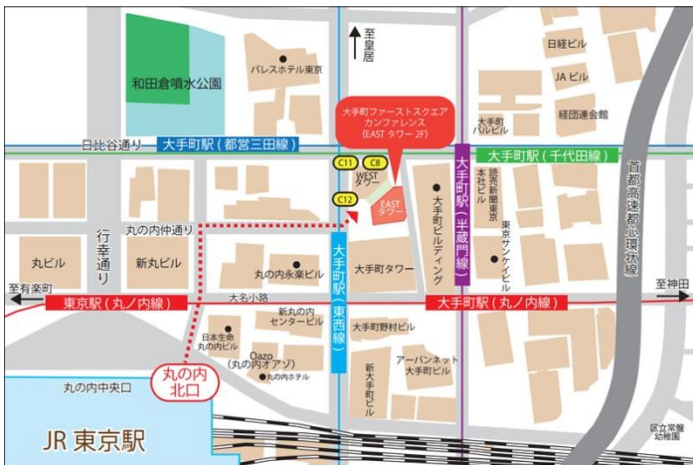 至皇居
和田倉噴水公園
パレスホテル東京
日経ビル
JAビル
経団連会館
大手町
パルビル
大手町ファーストスクエア
カンファレンス
(EASTタワー 2F)
日比谷通り
大手町駅(都営三田線)
大手町駅(千代田線)
C11
C8
WEST
タワー
C12
EAST
タワー
大手町ビルディング
大手町駅(半蔵門線)
読売新聞東京
本社ビル
東京サンケイビル
首都高速都心環状線
行幸通り
丸の内仲通り
丸ビル
新丸ビル
丸の内永楽ビル
大手町駅(東西線)
大手町タワー
至有楽町
東京駅(丸ノ内線)
大名小路
大手町駅(丸ノ内線)
至神田
新丸の内
センタービル
日本生命
丸の内ビル
大手町野村ビル
Oazo
(丸の内オアゾ)
丸の内ホテル
新大手町ビル
アーバンネット
大手町ビル
丸の内
北口
丸の内中央口
JR 東京駅
区立常盤
幼稚園